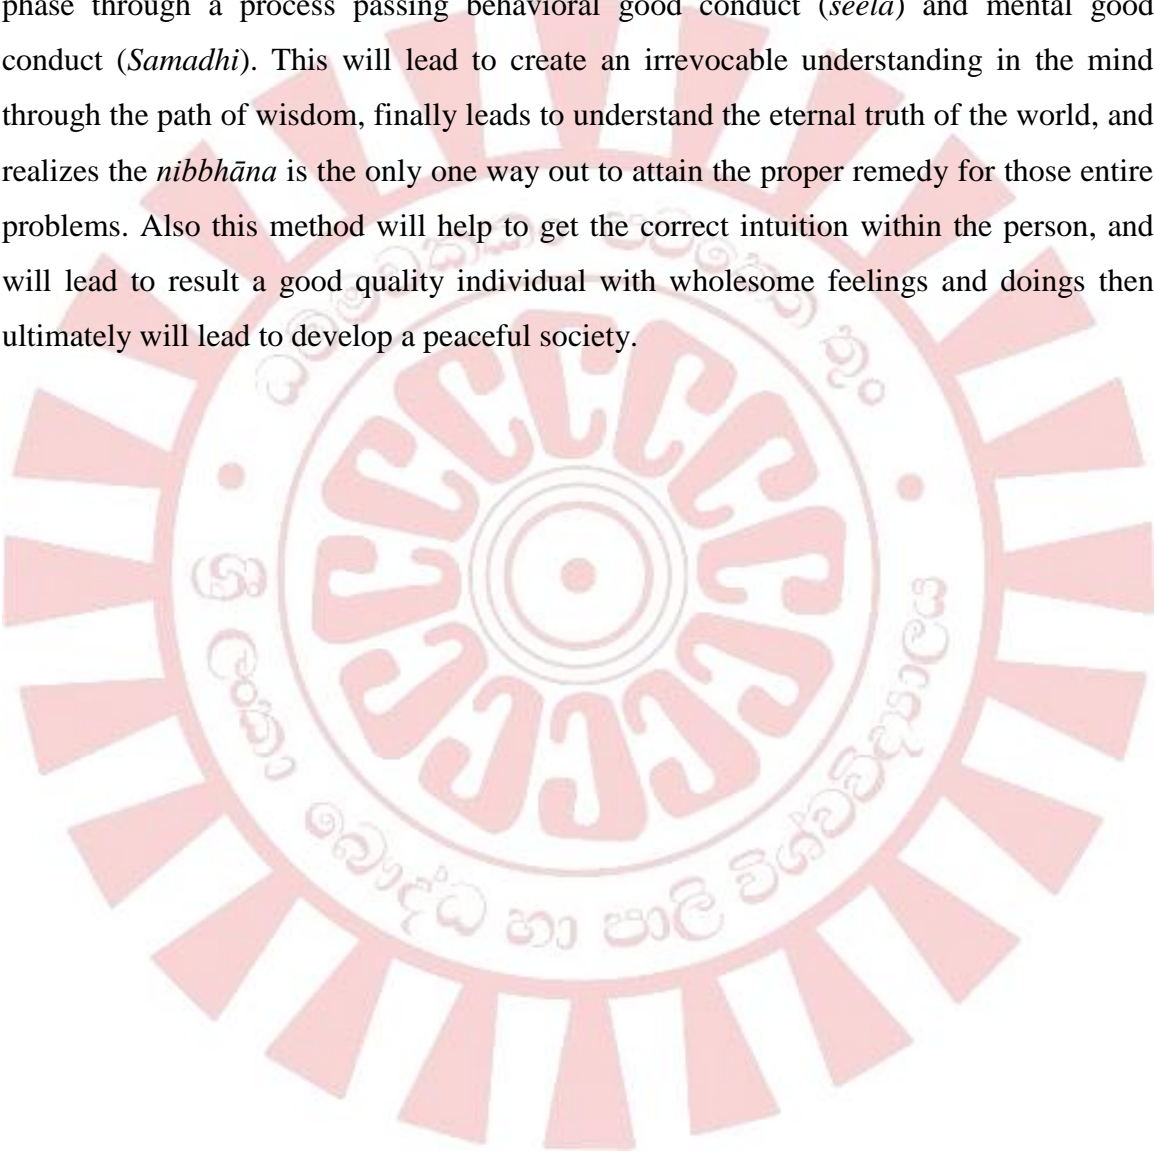 phase through a process passing behavioral good conduct (seela) and mental good
conduct (Samadhi). This will lead to create an irrevocable understanding in the mind
through the path of wisdom, finally leads to understand the eternal truth of the world, and
realizes the nibbhāna is the only one way out to attain the proper remedy for those entire
problems. Also this method will help to get the correct intuition within the person, and
will lead to result a good quality individual with wholesome feelings and doings then
ultimately will lead to develop a peaceful society.
ශ්‍රී ලංකා බෞද්ධ හා පාලි විශ්වවිද්‍යාලය